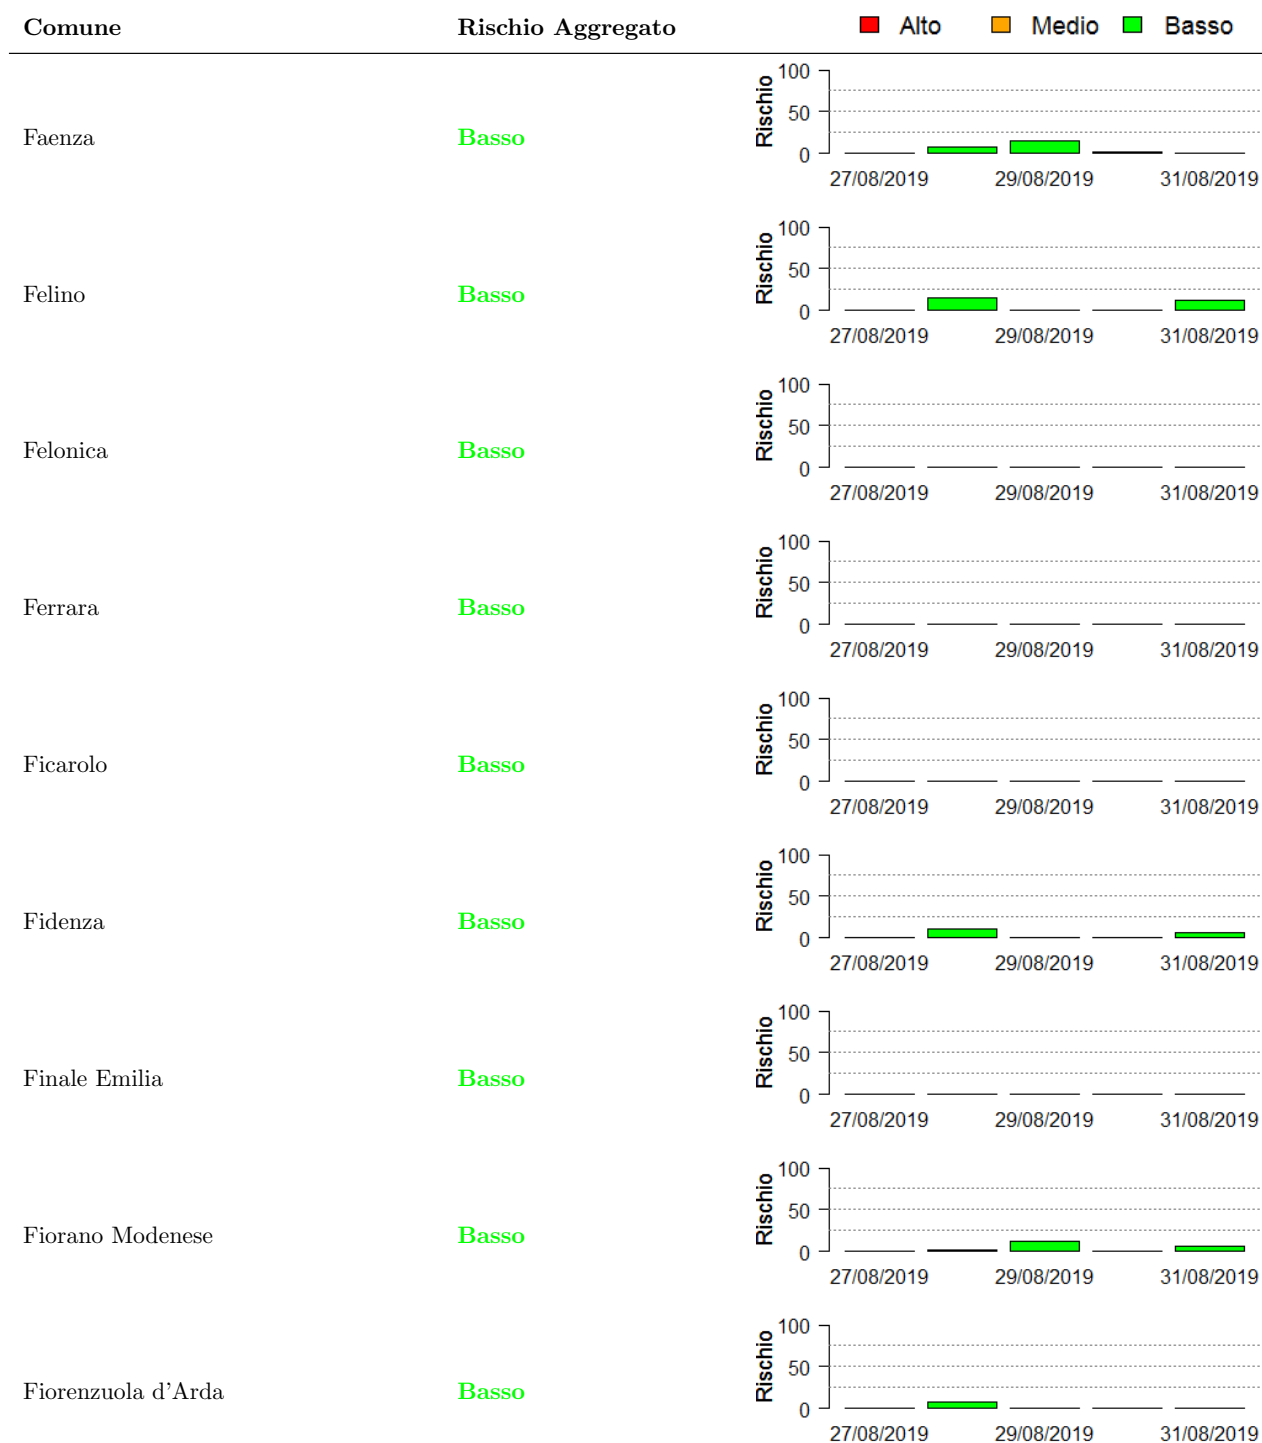 Comune Rischio Aggregato Alto Medio Basso
Faenza Basso Rischio 100 50 0
27/08/2019 29/08/2019 31/08/2019
Felino Basso Rischio 100 50 0
27/08/2019 29/08/2019 31/08/2019
Felonica Basso Rischio 100 50 0
27/08/2019 29/08/2019 31/08/2019
Ferrara Basso Rischio 100 50 0
27/08/2019 29/08/2019 31/08/2019
Ficarolo Basso Rischio 100 50 0
27/08/2019 29/08/2019 31/08/2019
Fidenza Basso Rischio 100 50 0
27/08/2019 29/08/2019 31/08/2019
Finale Emilia Basso Rischio 100 50 0
27/08/2019 29/08/2019 31/08/2019
Fiorano Modenese Basso Rischio 100 50 0
27/08/2019 29/08/2019 31/08/2019
Fiorenzuola d'Arda Basso Rischio 100 50 0
27/08/2019 29/08/2019 31/08/2019